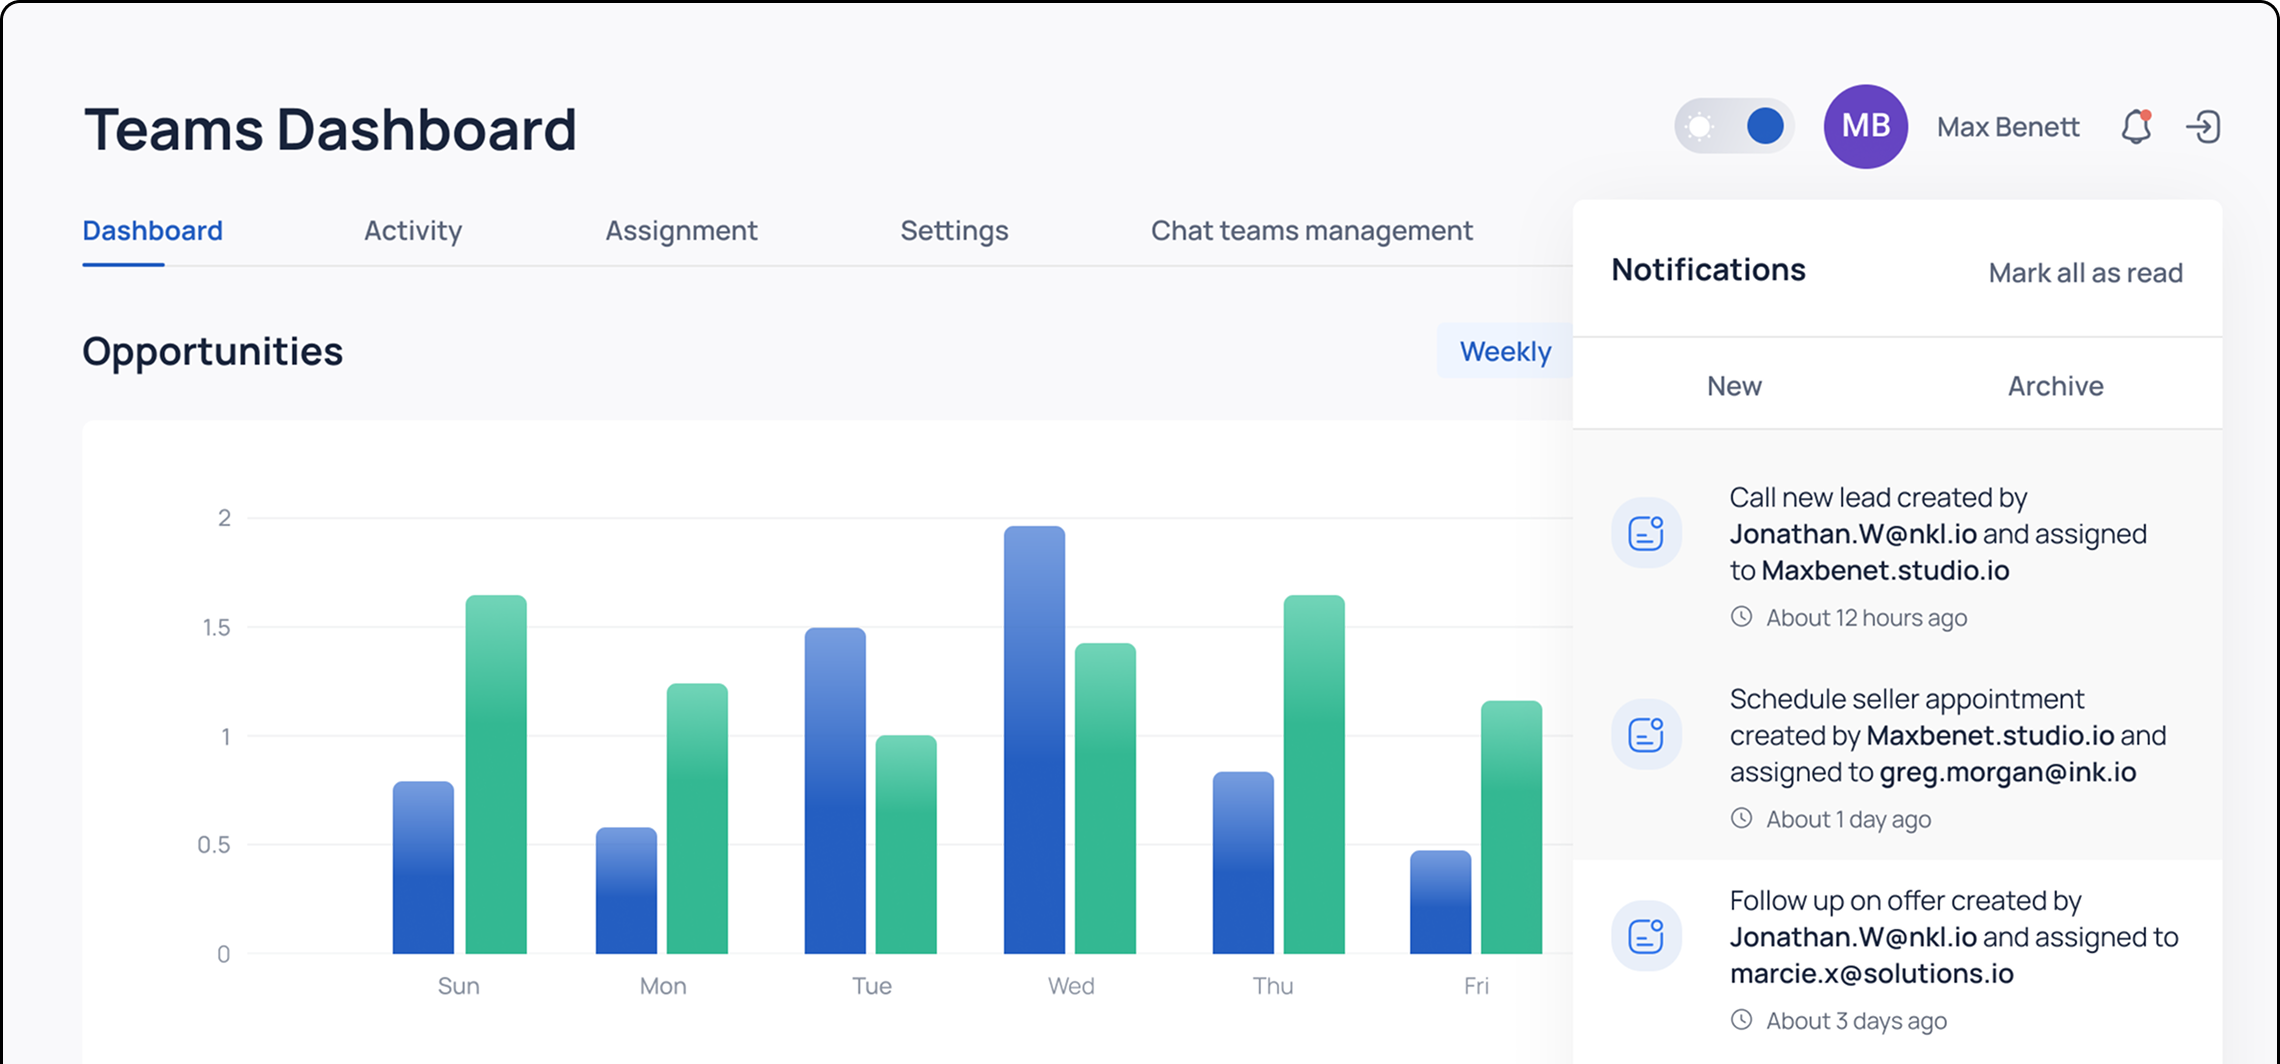 Teams Dashboard
MB
Max Benett
Dashboard
Activity
Assignment
Settings
Chat teams management
Opportunities
Weekly
2
1.5
1
0.5
0
Sun
Mon
Tue
Wed
Thu
Fri
Notifications
Mark all as read
New
Archive
Call new lead created by
Jonathan.W@nkl.io and assigned
to Maxbenet.studio.io
About 12 hours ago
Schedule seller appointment
created by Maxbenet.studio.io and
assigned to greg.morgan@ink.io
About 1 day ago
Follow up on offer created by
Jonathan.W@nkl.io and assigned to
marcie.x@solutions.io
About 3 days ago